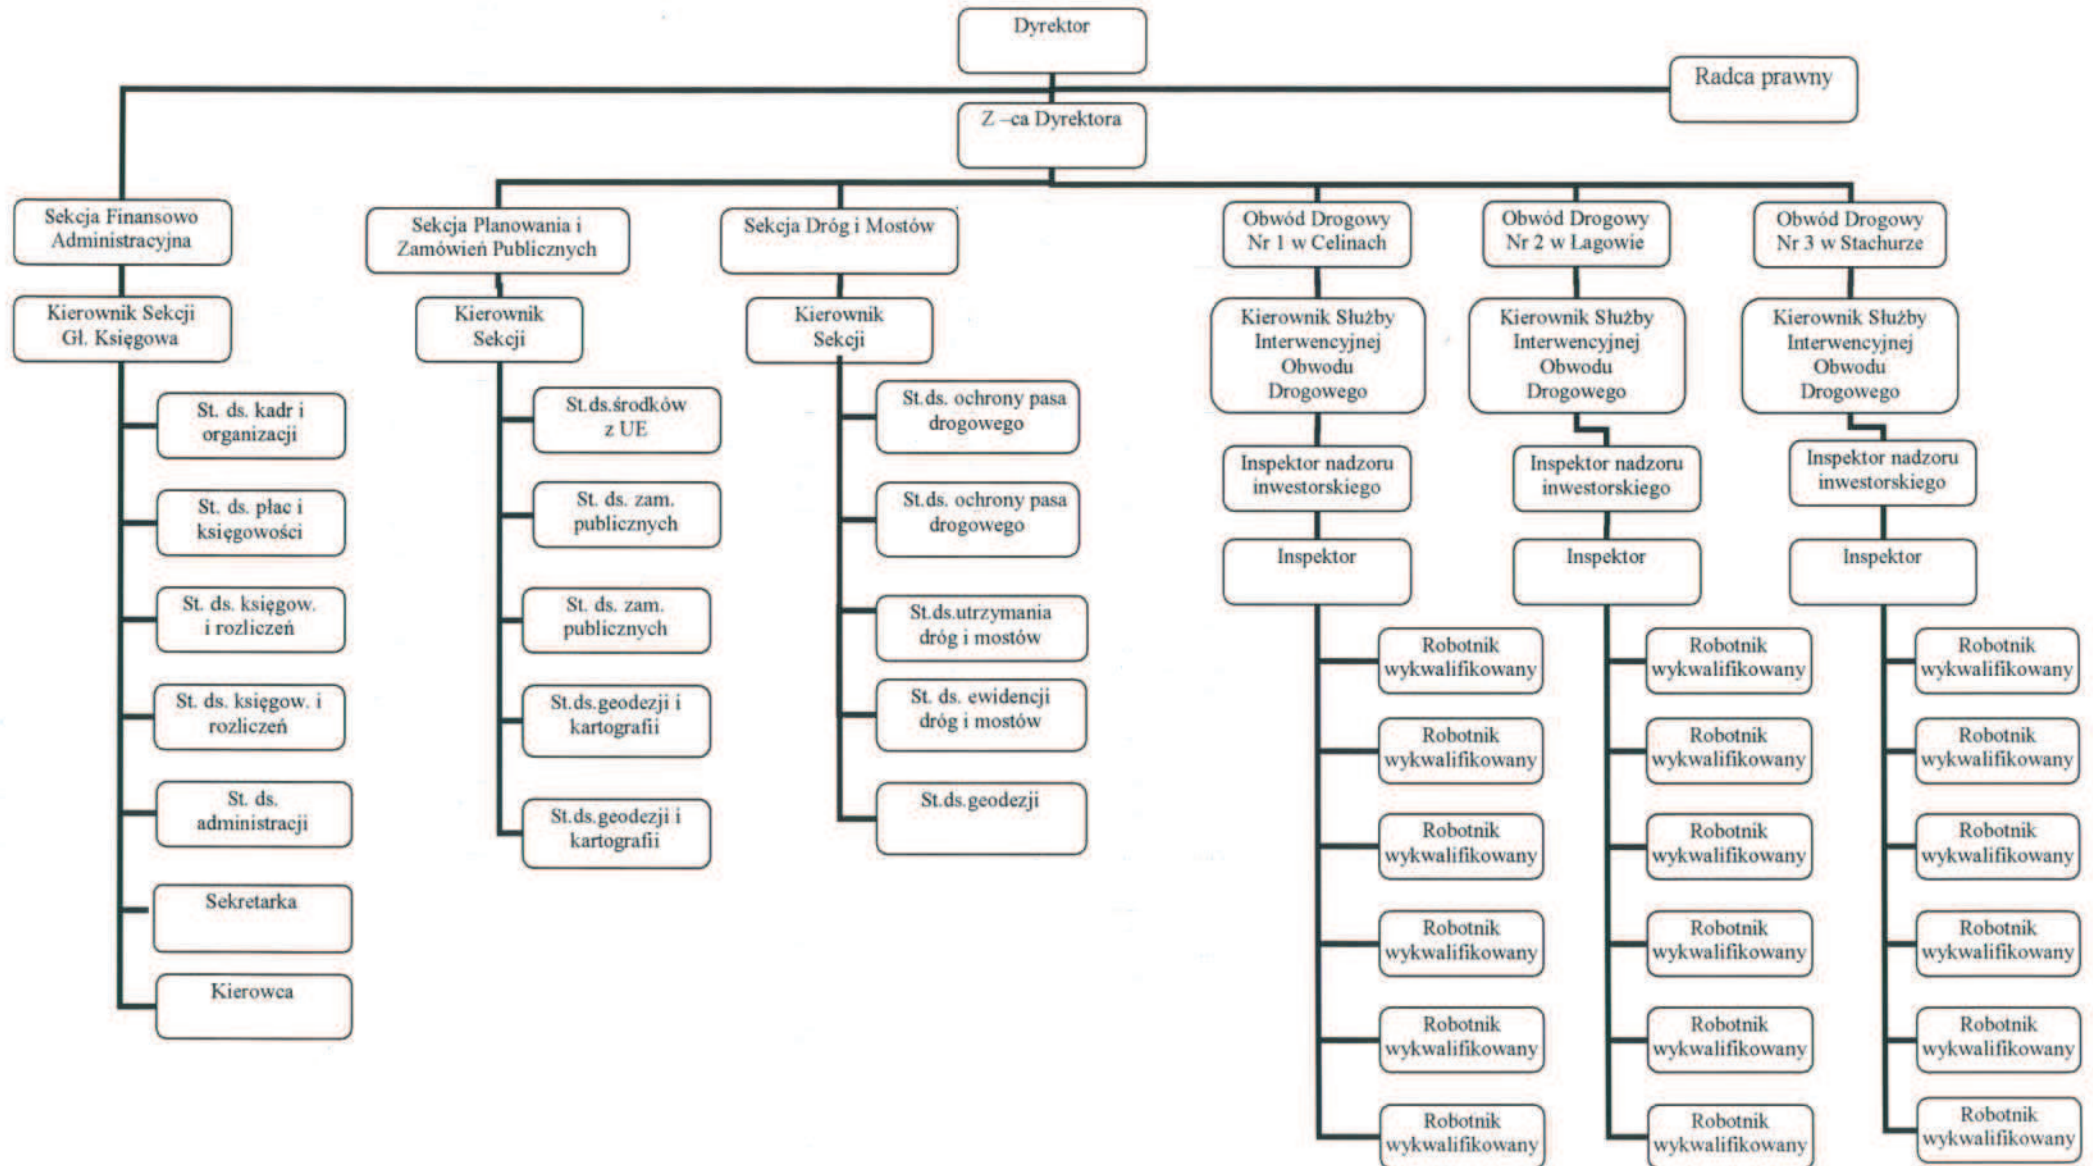 Dyrektor
Radca prawny
Z –ca Dyrektora
Sekcja Finansowo
Administracyjna
Kierownik Sekcji
Gł. Księgowa
St. ds. kadr i
organizacji
St. ds. płac i
księgowości
St. ds. księgow.
i rozliczeń
St. ds. księgow. i
rozliczeń
St. ds.
administracji
Sekretarka
Kierowca
Sekcja Planowania i
Zamówień Publicznych
Kierownik
Sekcji
St.ds.środków
z UE
St. ds. zam.
publicznych
St. ds. zam.
publicznych
St.ds.geodezji i
kartografii
St.ds.geodezji i
kartografii
Sekcja Dróg i Mostów
Kierownik
Sekcji
St.ds. ochrony pasa
drogowego
St.ds. ochrony pasa
drogowego
St.ds.utrzymania
dróg i mostów
St. ds. ewidencji
dróg i mostów
St.ds.geodezji
Obwód Drogowy
Nr 1 w Celinach
Kierownik Służby
Interwencyjnej
Obwodu
Drogowego
Inspektor nadzoru
inwestorskiego
Inspektor
Robotnik
wykwalifikowany
Robotnik
wykwalifikowany
Robotnik
wykwalifikowany
Robotnik
wykwalifikowany
Robotnik
wykwalifikowany
Robotnik
wykwalifikowany
Obwód Drogowy
Nr 2 w Łagowie
Kierownik Służby
Interwencyjnej
Obwodu
Drogowego
Inspektor nadzoru
inwestorskiego
Inspektor
Robotnik
wykwalifikowany
Robotnik
wykwalifikowany
Robotnik
wykwalifikowany
Robotnik
wykwalifikowany
Robotnik
wykwalifikowany
Robotnik
wykwalifikowany
Obwód Drogowy
Nr 3 w Stachurze
Kierownik Służby
Interwencyjnej
Obwodu
Drogowego
Inspektor nadzoru
inwestorskiego
Inspektor
Robotnik
wykwalifikowany
Robotnik
wykwalifikowany
Robotnik
wykwalifikowany
Robotnik
wykwalifikowany
Robotnik
wykwalifikowany
Robotnik
wykwalifikowany